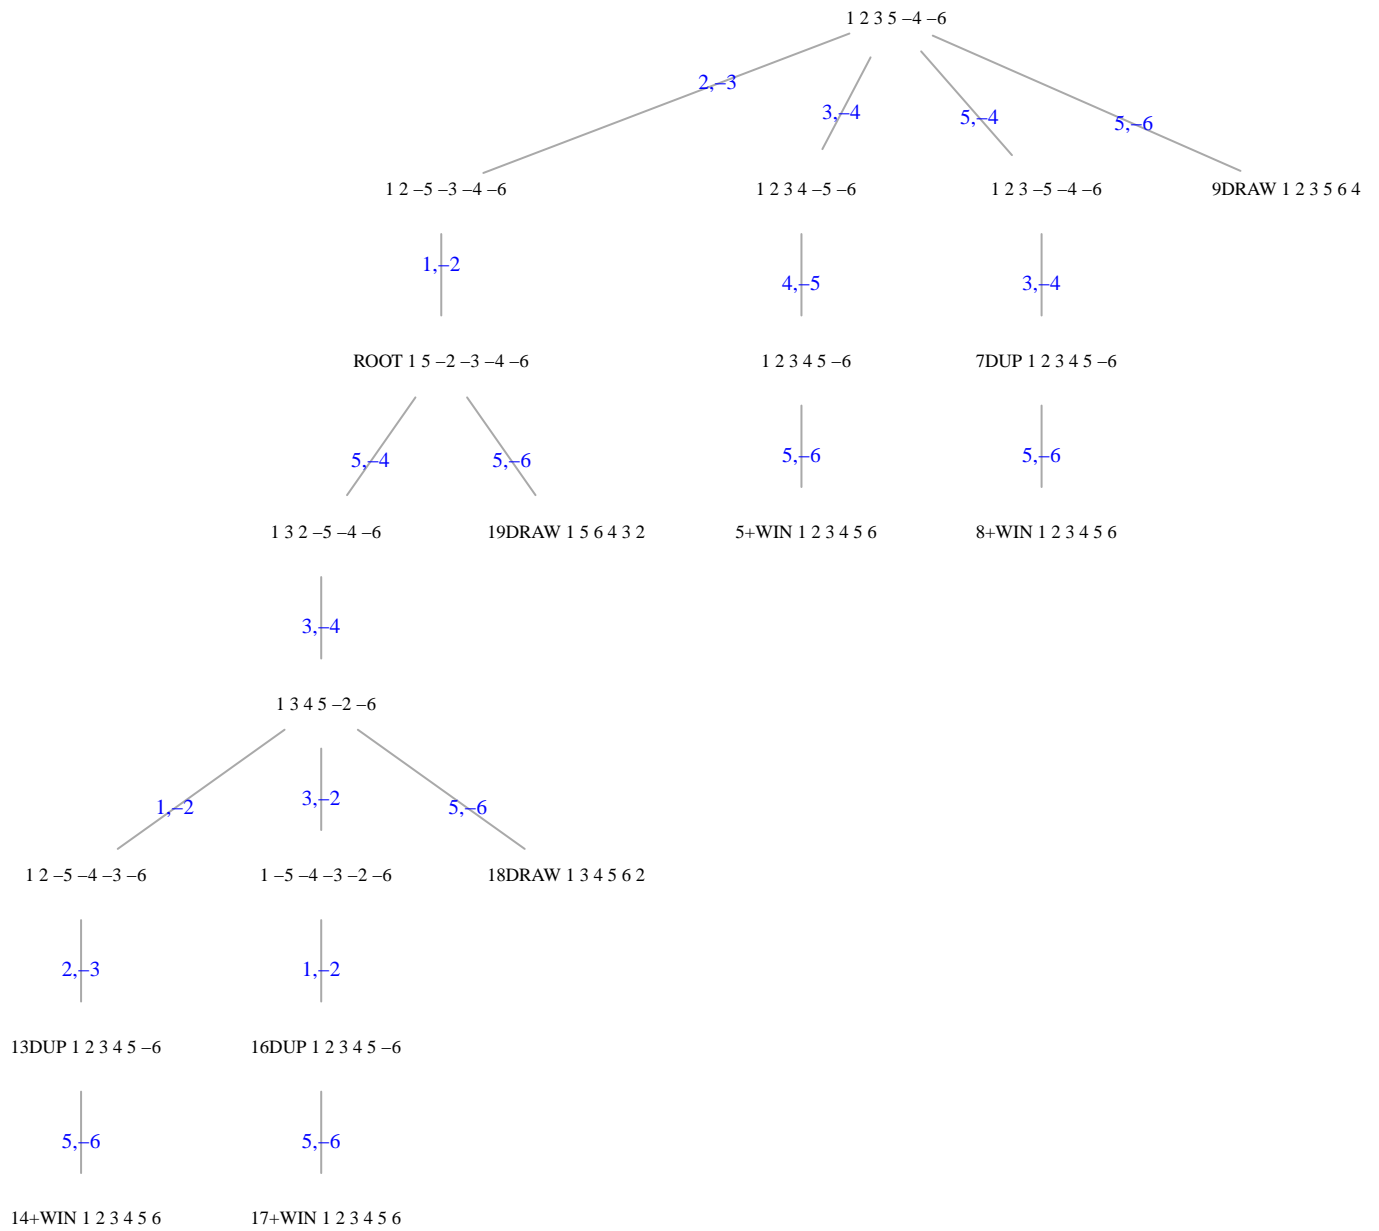 1 2 3 5 –4 –6
2,–3
3,–4
5,–4
5,–6
1 2 –5 –3 –4 –6
1 2 3 4 –5 –6
1 2 3 –5 –4 –6
9DRAW 1 2 3 5 6 4
1,–2
4,–5
3,–4
ROOT 1 5 –2 –3 –4 –6
1 2 3 4 5 –6
7DUP 1 2 3 4 5 –6
5,–4
5,–6
5,–6
5,–6
1 3 2 –5 –4 –6
19DRAW 1 5 6 4 3 2
5+WIN 1 2 3 4 5 6
8+WIN 1 2 3 4 5 6
3,–4
1 3 4 5 –2 –6
1,–2
3,–2
5,–6
1 2 –5 –4 –3 –6
1 –5 –4 –3 –2 –6
18DRAW 1 3 4 5 6 2
2,–3
1,–2
13DUP 1 2 3 4 5 –6
16DUP 1 2 3 4 5 –6
5,–6
5,–6
14+WIN 1 2 3 4 5 6
17+WIN 1 2 3 4 5 6